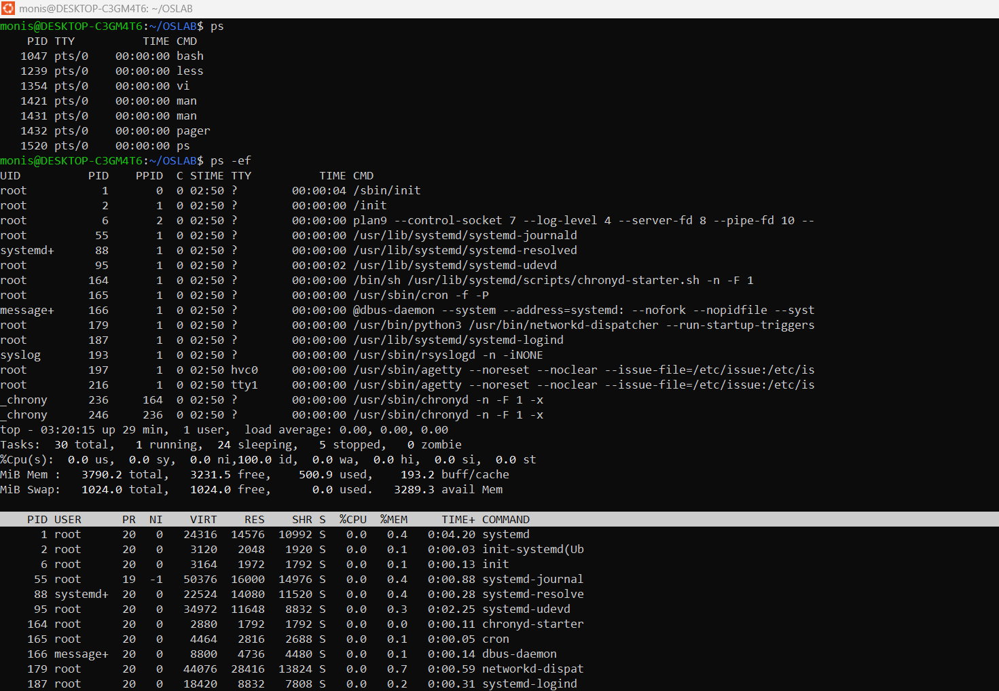 monis@DESKTOP-C3GM4T6: ~/OSLAB
monis@DESKTOP-C3GM4T6:~/OSLAB$ ps
    PID TTY          TIME CMD
   1047 pts/0    00:00:00 bash
   1239 pts/0    00:00:00 less
   1354 pts/0    00:00:00 vi
   1421 pts/0    00:00:00 man
   1431 pts/0    00:00:00 man
   1432 pts/0    00:00:00 pager
   1520 pts/0    00:00:00 ps
monis@DESKTOP-C3GM4T6:~/OSLAB$ ps -ef
UID          PID    PPID  C STIME TTY          TIME CMD
root           1       0  0 02:50 ?        00:00:04 /sbin/init
root           2       1  0 02:50 ?        00:00:00 /init
root           6       2  0 02:50 ?        00:00:00 plan9 --control-socket 7 --log-level 4 --server-fd 8 --pipe-fd 10 --
root          55       1  0 02:50 ?        00:00:00 /usr/lib/systemd/systemd-journald
systemd+      88       1  0 02:50 ?        00:00:00 /usr/lib/systemd/systemd-resolved
root          95       1  0 02:50 ?        00:00:02 /usr/lib/systemd/systemd-udevd
root         164       1  0 02:50 ?        00:00:00 /bin/sh /usr/lib/systemd/scripts/chronyd-starter.sh -n -F 1
root         165       1  0 02:50 ?        00:00:00 /usr/sbin/cron -f -P
message+     166       1  0 02:50 ?        00:00:00 @dbus-daemon --system --address=systemd: --nofork --nopidfile --syst
root         179       1  0 02:50 ?        00:00:00 /usr/bin/python3 /usr/bin/networkd-dispatcher --run-startup-triggers
root         187       1  0 02:50 ?        00:00:00 /usr/lib/systemd/systemd-logind
syslog       193       1  0 02:50 ?        00:00:00 /usr/sbin/rsyslogd -n -iNONE
root         197       1  0 02:50 hvc0     00:00:00 /usr/sbin/agetty --noreset --noclear --issue-file=/etc/issue:/etc/is
root         216       1  0 02:50 tty1     00:00:00 /usr/sbin/agetty --noreset --noclear --issue-file=/etc/issue:/etc/is
_chrony      236     164  0 02:50 ?        00:00:00 /usr/sbin/chronyd -n -F 1 -x
_chrony      246     236  0 02:50 ?        00:00:00 /usr/sbin/chronyd -n -F 1 -x
top - 03:20:15 up 29 min,  1 user,  load average: 0.00, 0.00, 0.00
Tasks:  30 total,   1 running,  24 sleeping,   5 stopped,   0 zombie
%Cpu(s):  0.0 us,  0.0 sy,  0.0 ni,100.0 id,  0.0 wa,  0.0 hi,  0.0 si,  0.0 st
MiB Mem :   3790.2 total,   3231.5 free,    500.9 used,    193.2 buff/cache
MiB Swap:   1024.0 total,   1024.0 free,      0.0 used.   3289.3 avail Mem
    PID USER      PR  NI    VIRT    RES    SHR S  %CPU  %MEM     TIME+ COMMAND
      1 root      20   0   24316  14576  10992 S   0.0   0.4   0:04.20 systemd
      2 root      20   0    3120   2048   1920 S   0.0   0.1   0:00.03 init-systemd(Ub
      6 root      20   0    3164   1972   1792 S   0.0   0.1   0:00.13 init
     55 root      19  -1   50376  16000  14976 S   0.0   0.4   0:00.88 systemd-journal
     88 systemd+  20   0   22524  14080  11520 S   0.0   0.4   0:00.28 systemd-resolve
     95 root      20   0   34972  11648   8832 S   0.0   0.3   0:02.25 systemd-udevd
    164 root      20   0    2880   1792   1792 S   0.0   0.0   0:00.11 chronyd-starter
    165 root      20   0    4464   2816   2688 S   0.0   0.1   0:00.05 cron
    166 message+  20   0    8800   4736   4480 S   0.0   0.1   0:00.14 dbus-daemon
    179 root      20   0   44076  28416  13824 S   0.0   0.7   0:00.59 networkd-dispat
    187 root      20   0   18420   8832   7808 S   0.0   0.2   0:00.31 systemd-logind